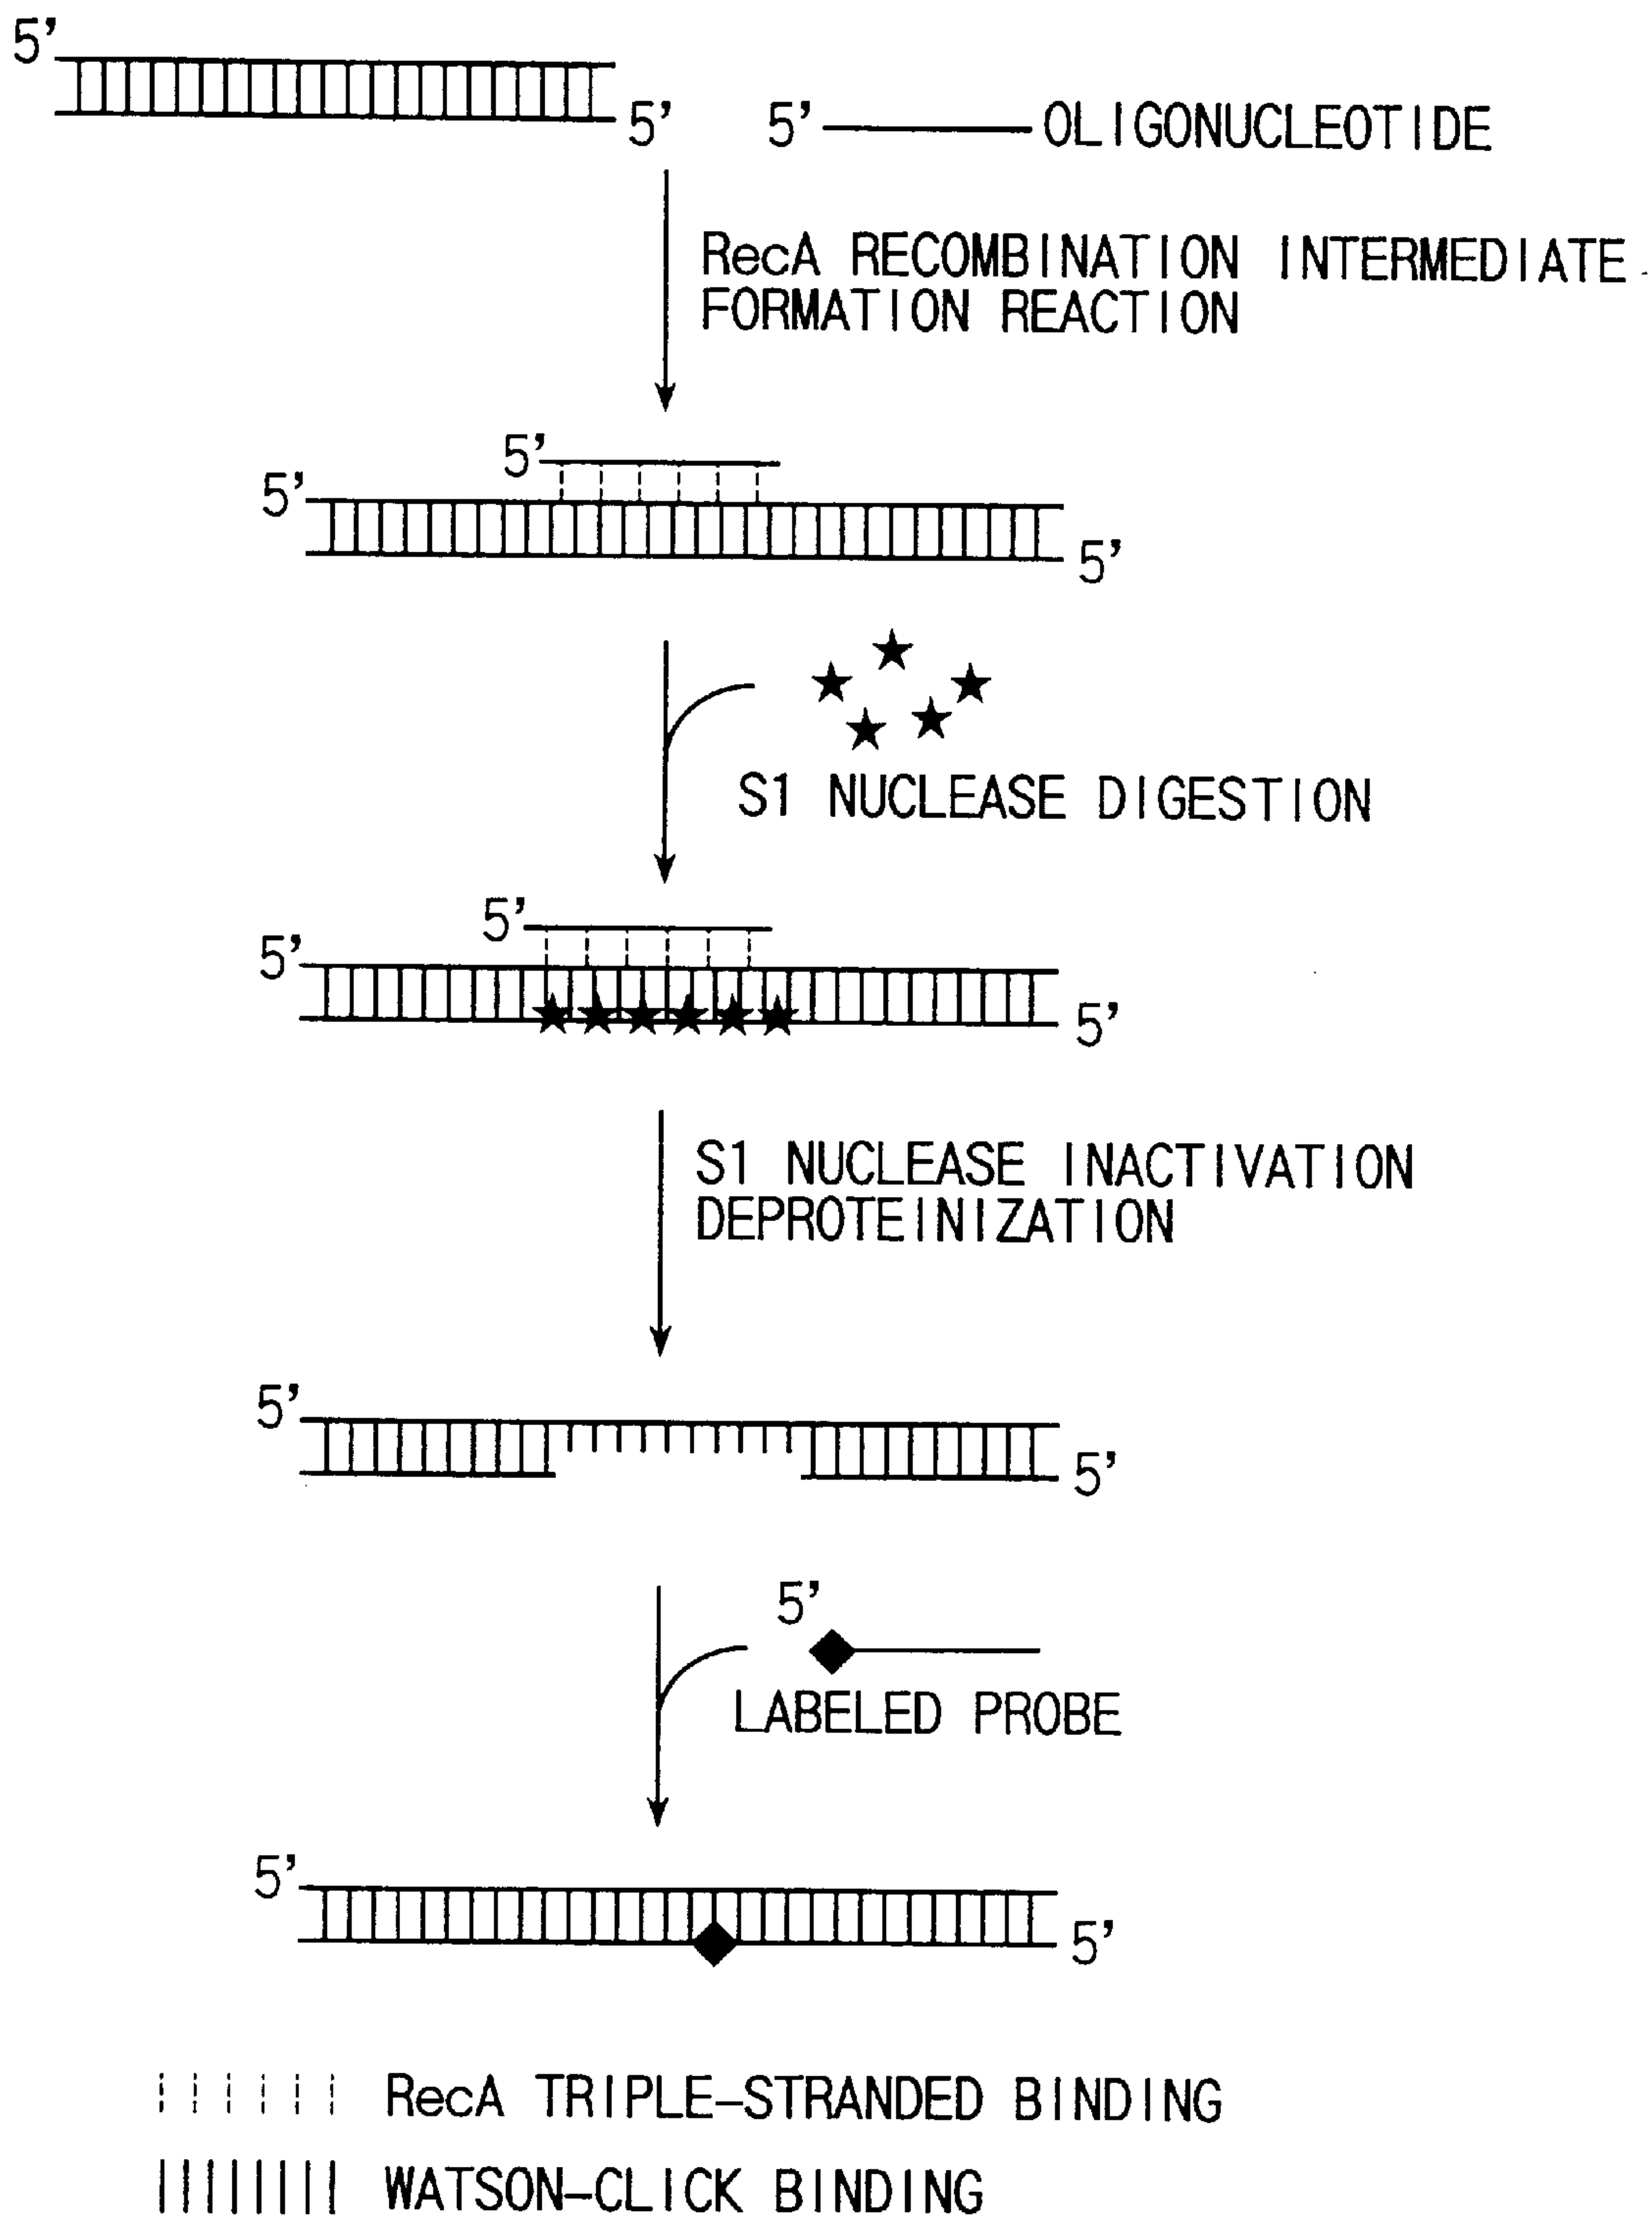 5'
5' 5' OLIGONUCLEOTIDE
RecA RECOMBINATION INTERMEDIATE
FORMATION REACTION
5'
5'
5'
S1 NUCLEASE DIGESTION
5'
5'
5'
S1 NUCLEASE INACTIVATION
DEPROTEINIZATION
5'
5'
5'
LABELED PROBE
5'
5'
RecA TRIPLE-STRANDED BINDING
WATSON-CLICK BINDING